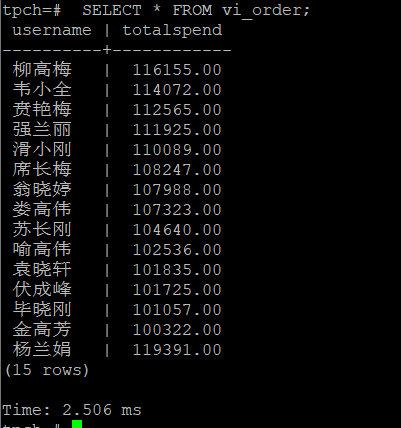 tpch=#  SELECT * FROM vi_order;
 username | totalspend
----------+------------
 柳高梅   |  116155.00
 韦小全   |  114072.00
 贲艳梅   |  112565.00
 强兰丽   |  111925.00
 滑小刚   |  110089.00
 席长梅   |  108247.00
 翁晓婷   |  107988.00
 娄高伟   |  107323.00
 苏长刚   |  104640.00
 喻高伟   |  102536.00
 袁晓轩   |  101835.00
 伏成峰   |  101725.00
 毕晓刚   |  101057.00
 金高芳   |  100322.00
 杨兰娟   |  119391.00
(15 rows)
Time: 2.506 ms
tpch=#